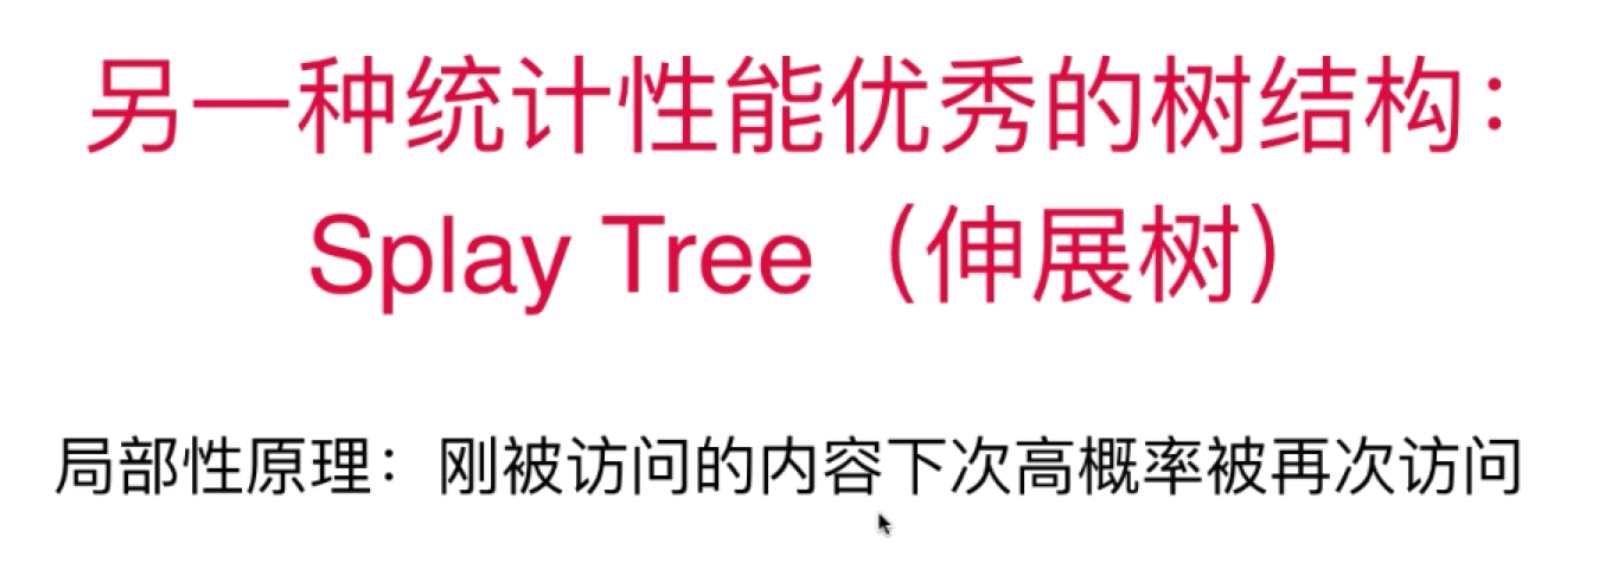 另一种统计性能优秀的树结构：
Splay Tree（伸展树）
局部性原理：刚被访问的内容下次高概率被再次访问